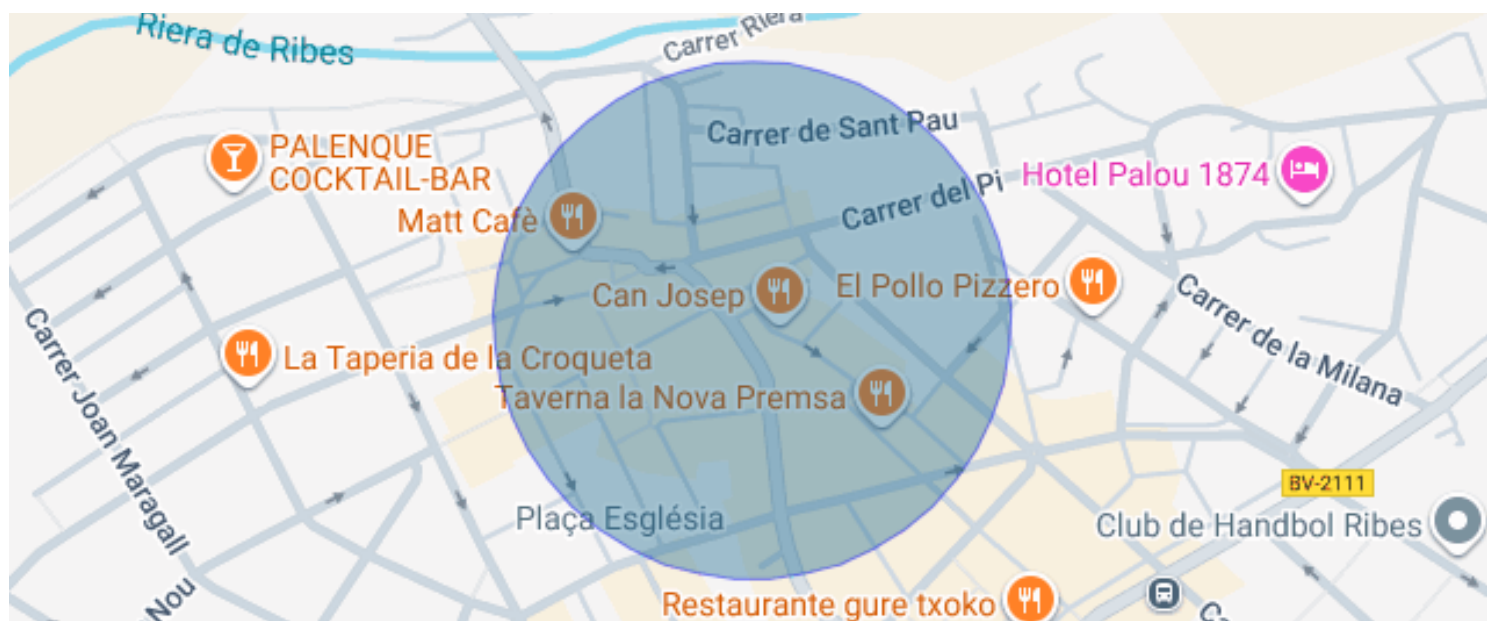 Riera de Ribes
Carrer Riera
PALENQUE
COCKTAIL-BAR
Carrer de Sant Pau
Hotel Palou 1874
Matt Cafè
Carrer del Pi
Can Josep
El Pollo Pizzero
Carrer de la Milana
La Taperia de la Croqueta
Taverna la Nova Premsa
Carrer Joan Maragall
BV-2111
Plaça Església
Club de Handbol Ribes
Nou
Restaurante gure txoko